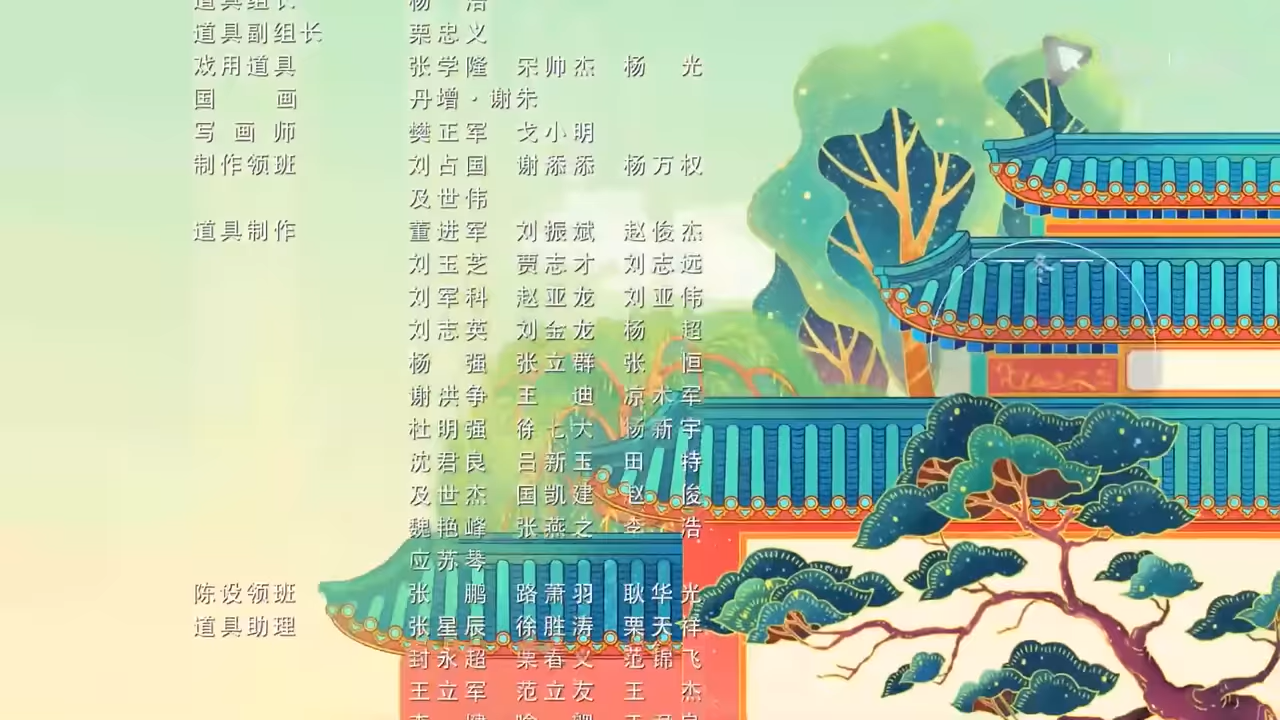 道具组长 杨 浩
道具副组长 栗忠义
戏用道具 张学隆 宋帅杰 杨 光
国 画 丹增·谢朱
写 画 师 樊正军 戈小明
制作领班 刘占国 谢添添 杨万权
及世伟
道具制作 董进军 刘振斌 赵俊杰
刘玉芝 贾志才 刘志远
刘军科 赵亚龙 刘亚伟
刘志英 刘金龙 杨 超
杨 强 张立群 张 恒
谢洪争 王 迪 凉木军
杜明强 徐七大 杨新宇
沈君良 吕新玉 田 特
及世杰 国凯建 赵 俊
魏艳峰 张燕之 李 浩
应苏琴
陈设领班 张 鹏 路萧羽 耿华光
道具助理 张星辰 徐胜涛 栗天祥
封永超 栗春义 范锦飞
王立军 范立友 王 杰